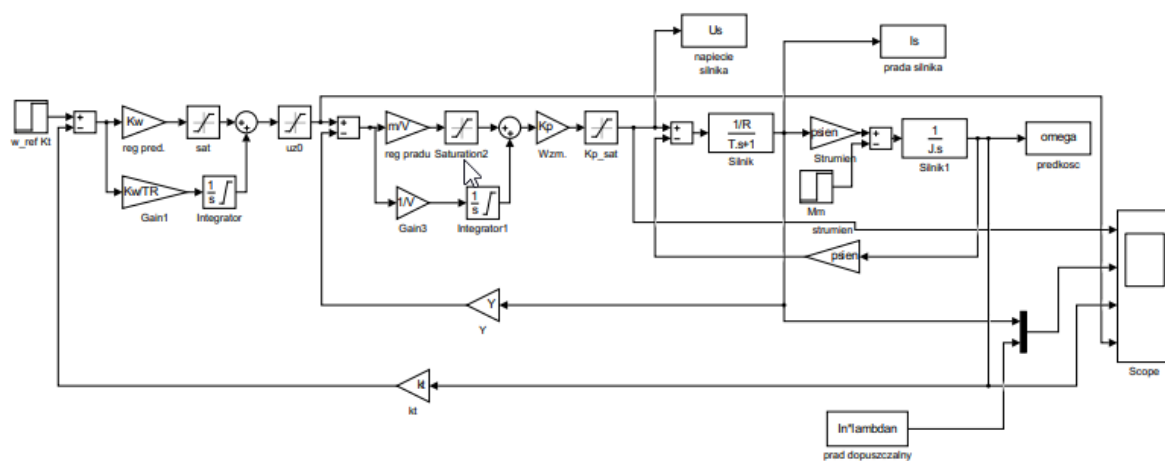 Us
napiecie
silnika
Is
prada silnika
w_ref Kt
Kw
reg pred.
sat
uz0
m/V
reg pradu
Saturation2
Kp
Wzm.
Kp_sat
1/R
T.s+1
Silnik
psien
Strumien
1
J.s
Silnik1
omega
predkosc
Kw/TR
Gain1
1
s
Integrator
1/V
Gain3
1
s
Integrator1
Mm
strumien
psien
Y
Y
kt
kt
Scope
In*lambdan
prad dopuszczalny